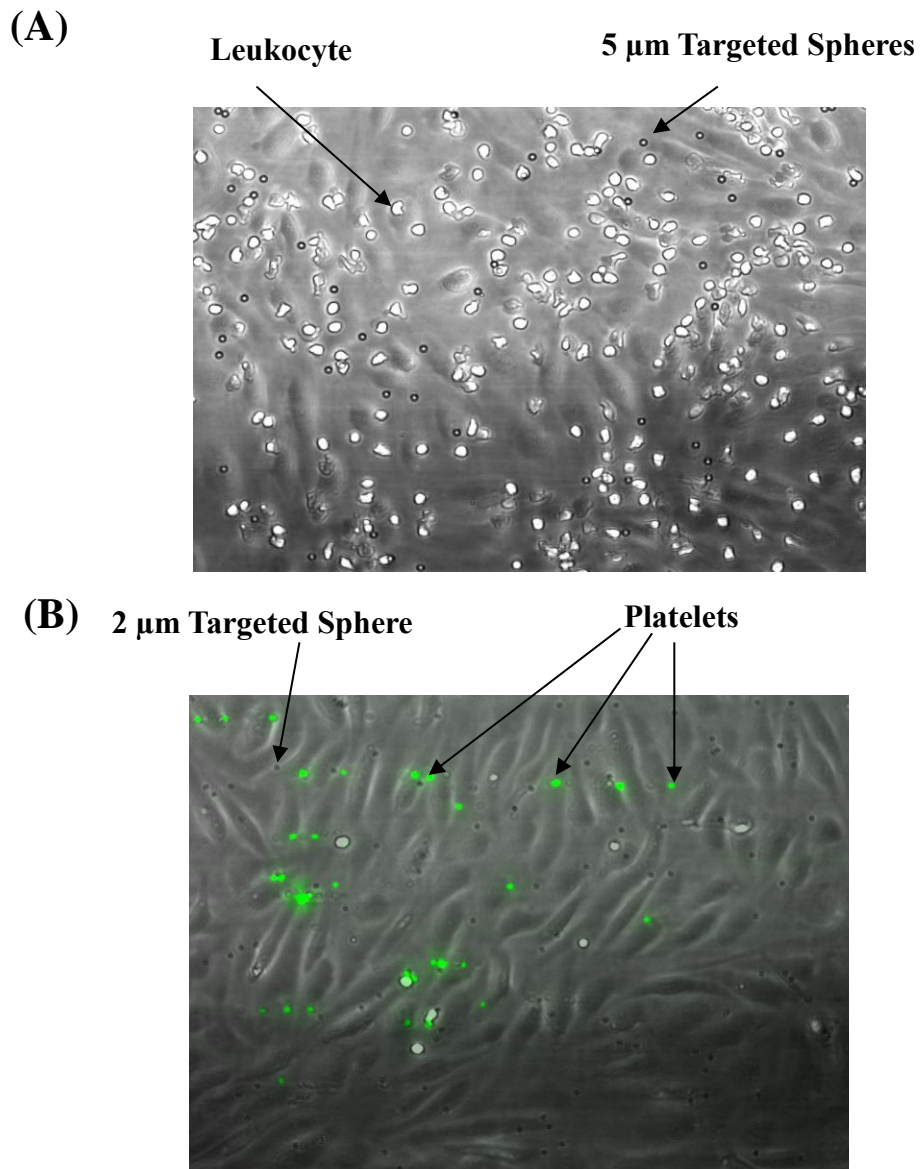 (A)
Leukocyte
5 µm Targeted Spheres
(B)
2 µm Targeted Sphere
Platelets